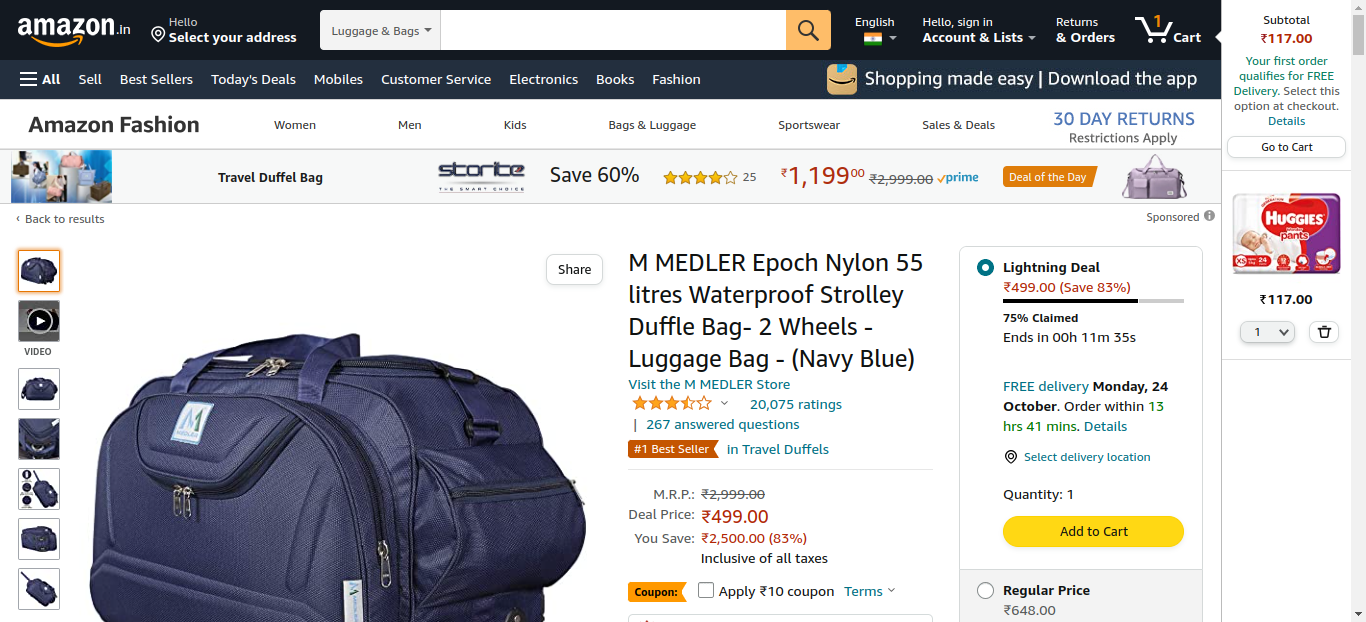 amazon.in
Hello
Select your address
Luggage & Bags
English
Hello, sign in
Account & Lists
Returns
& Orders
1
Cart
All
Sell
Best Sellers
Today's Deals
Mobiles
Customer Service
Electronics
Books
Fashion
Shopping made easy | Download the app
Amazon Fashion
Women
Men
Kids
Bags & Luggage
Sportswear
Sales & Deals
30 DAY RETURNS
Restrictions Apply
Travel Duffel Bag
storite
THE SMART CHOICE
Save 60%
25
₹1,19900
₹2,999.00
prime
Deal of the Day
‹ Back to results
Sponsored
VIDEO
Share
M
MEDLER
M MEDLER Epoch Nylon 55
litres Waterproof Strolley
Duffle Bag- 2 Wheels -
Luggage Bag - (Navy Blue)
Visit the M MEDLER Store
20,075 ratings
| 267 answered questions
#1 Best Seller
in Travel Duffels
M.R.P.: ₹2,999.00
Deal Price: ₹499.00
You Save: ₹2,500.00 (83%)
Inclusive of all taxes
Coupon:
Apply ₹10 coupon
Terms
Lightning Deal
₹499.00 (Save 83%)
75% Claimed
Ends in 00h 11m 35s
FREE delivery Monday, 24
October. Order within 13
hrs 41 mins. Details
Select delivery location
Quantity: 1
Add to Cart
Regular Price
₹648.00
Subtotal
₹117.00
Your first order
qualifies for FREE
Delivery. Select this
option at checkout.
Details
Go to Cart
HUGGIES
pants
XS
24
₹117.00
1